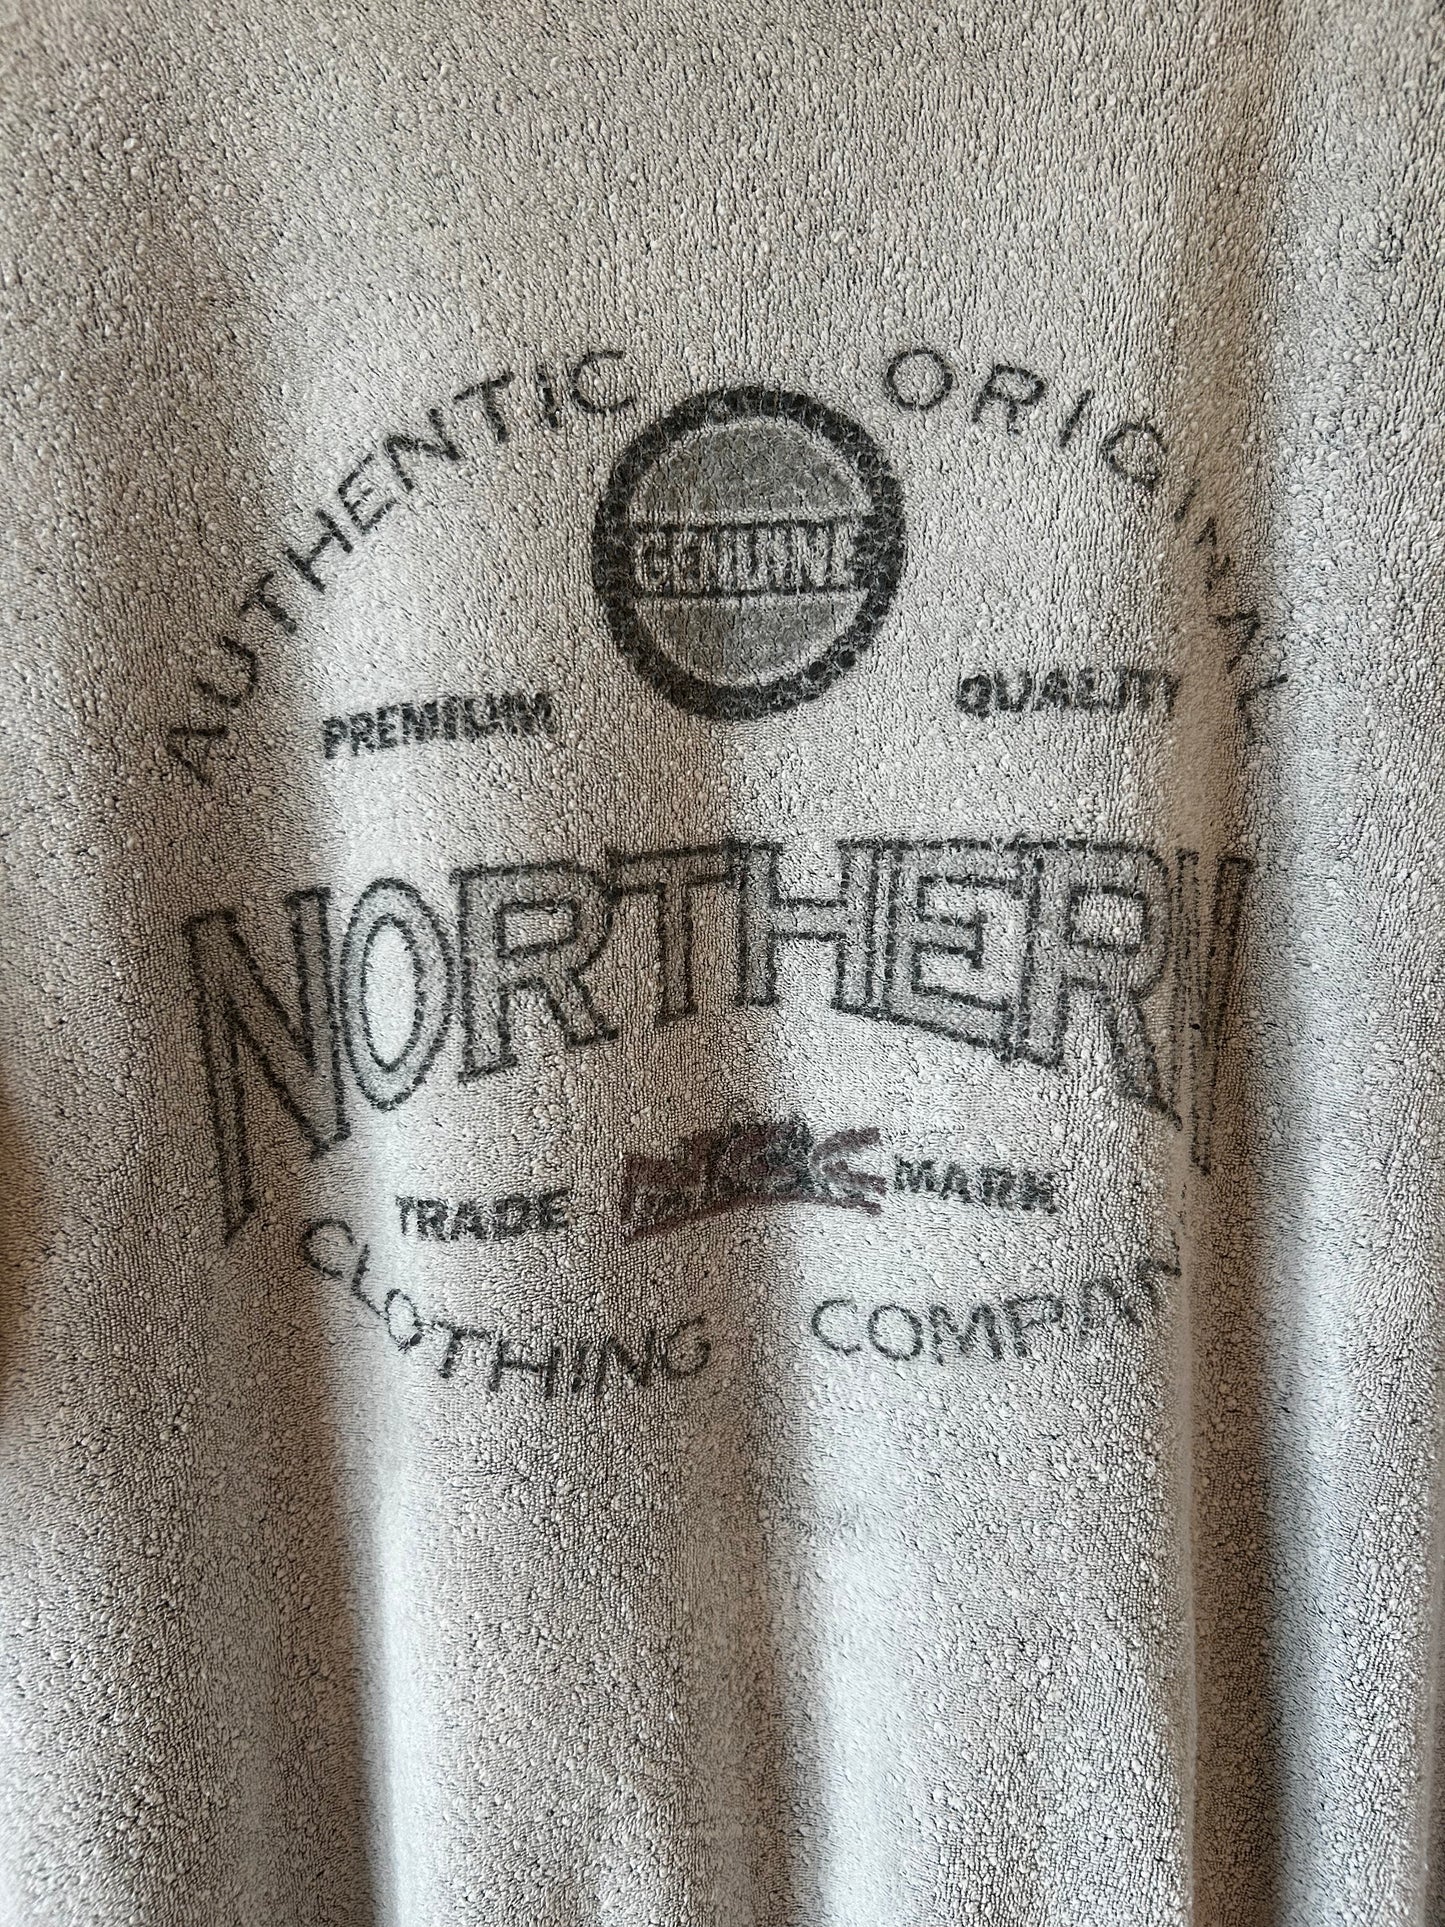 AUTHENTIC ORIGINAL
GENUINE
PREMIUM QUALITY
NORTHERN
TRADE MARK
CLOTHING COMPANY